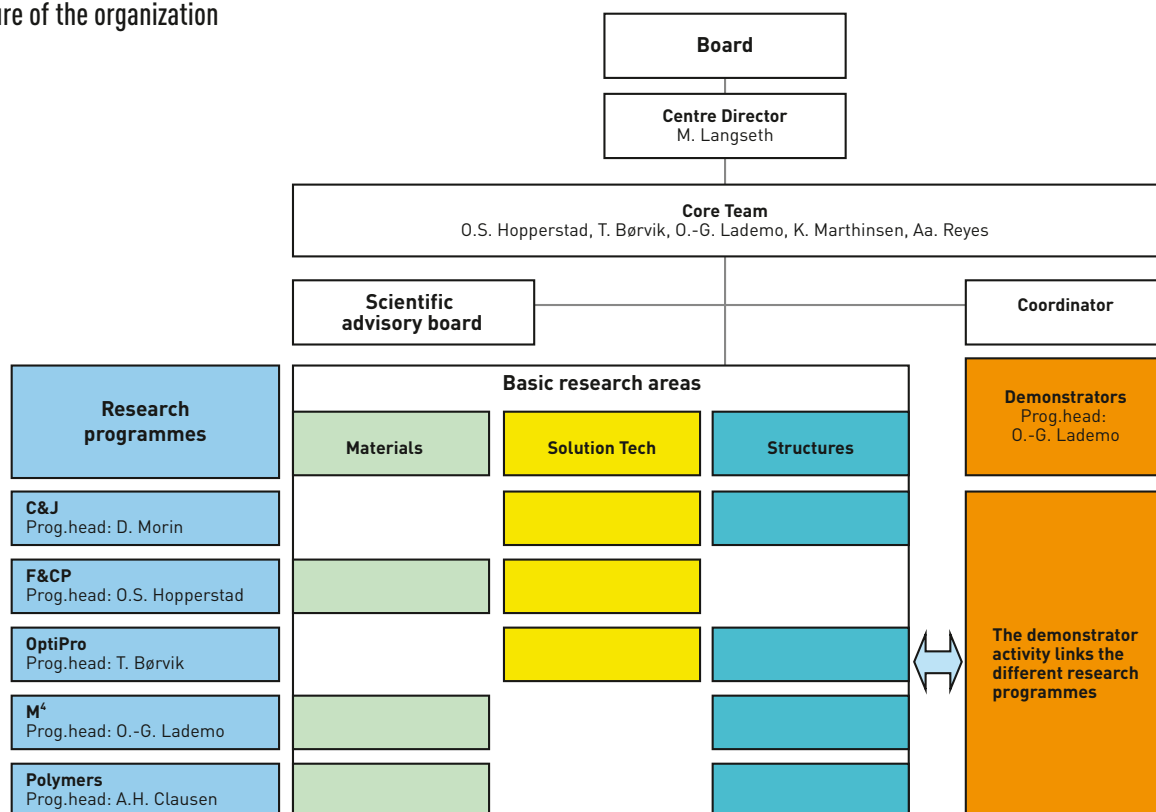 of the organization
Board
Centre Director
M. Langseth
Core Team
O.S. Hopperstad, T. Børvik, O.-G. Lademo, K. Marthinsen, Aa. Reyes
Scientific
advisory board
Coordinator
Research
programmes
Basic research areas
Materials
Solution Tech
Structures
Demonstrators
Prog.head:
O.-G. Lademo
C&J
Prog.head: D. Morin
F&CP
Prog.head: O.S. Hopperstad
OptiPro
Prog.head: T. Børvik
M⁴
Prog.head: O.-G. Lademo
Polymers
Prog.head: A.H. Clausen
The demonstrator
activity links the
different research
programmes